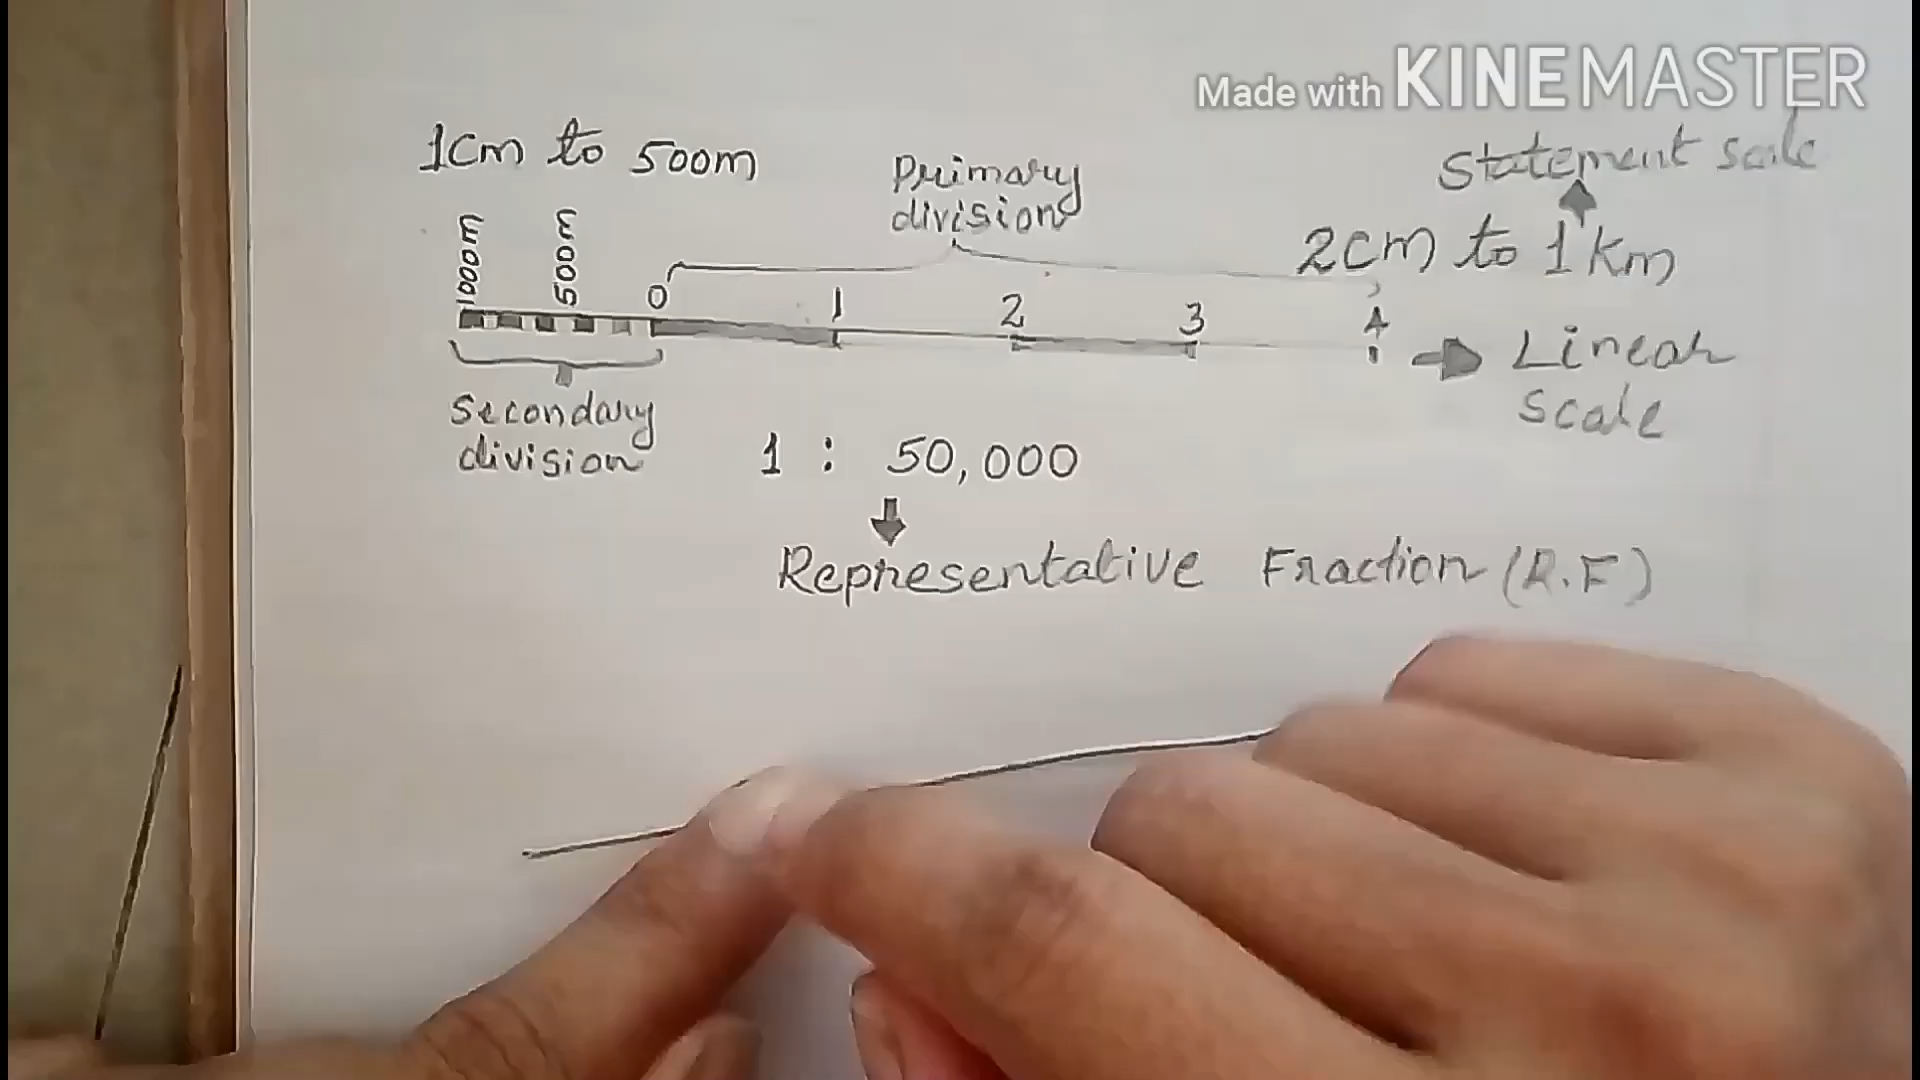 Made with KINEMASTER
1cm to 500m
Primary
division
Statement scale
2cm to 1km
1000m
500m
0
1
2
3
4
Linear
scale
Secondary
division
1 : 50,000
Representative Fraction (R.F)